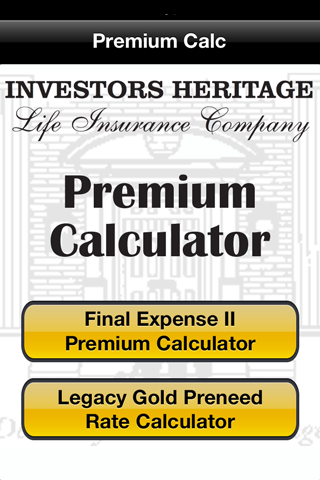 Premium Calc
INVESTORS HERITAGE
Life Insurance Company
Premium
Calculator
Final Expense II
Premium Calculator
Legacy Gold Preneed
Rate Calculator